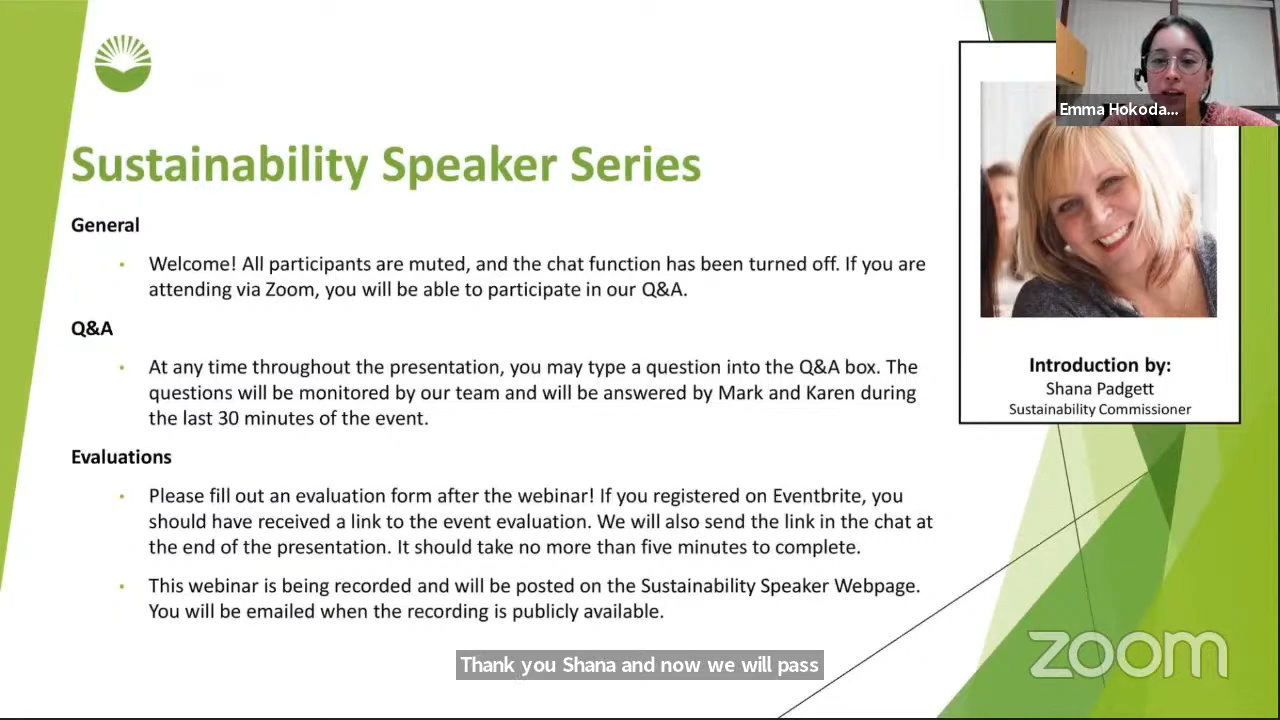 Emma Hokoda...
Sustainability Speaker Series
General
• Welcome! All participants are muted, and the chat function has been turned off. If you are
attending via Zoom, you will be able to participate in our Q&A.
Q&A
• At any time throughout the presentation, you may type a question into the Q&A box. The
questions will be monitored by our team and will be answered by Mark and Karen during
the last 30 minutes of the event.
Evaluations
• Please fill out an evaluation form after the webinar! If you registered on Eventbrite, you
should have received a link to the event evaluation. We will also send the link in the chat at
the end of the presentation. It should take no more than five minutes to complete.
• This webinar is being recorded and will be posted on the Sustainability Speaker Webpage.
You will be emailed when the recording is publicly available.
Introduction by:
Shana Padgett
Sustainability Commissioner
Thank you Shana and now we will pass
zoom